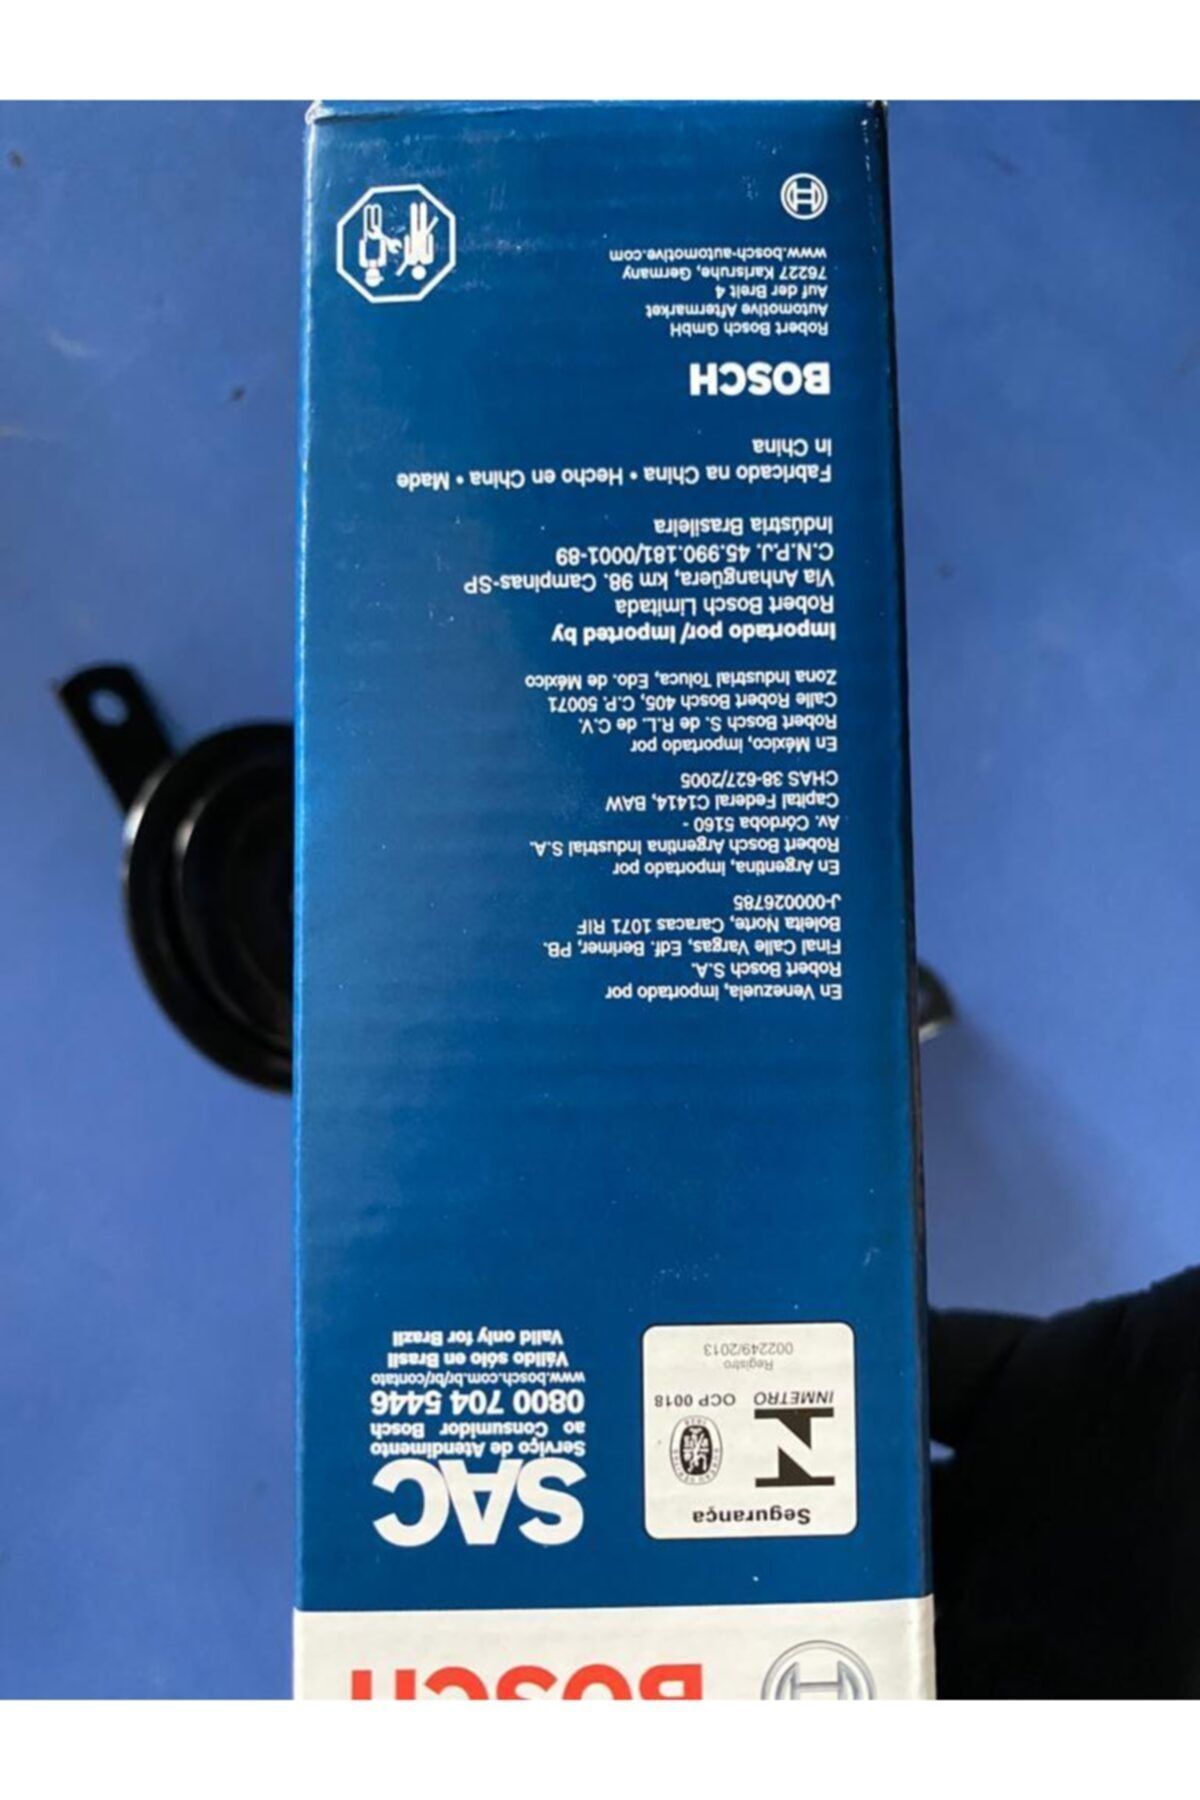 BOSCH
Segurança
INMETRO OCP 0018
Registro
002249/2013
SAC
Serviço de Atendimento
ao Consumidor Bosch
0800 704 5446
www.bosch.com.br/br/contato
Válido sólo en Brasil
Valid only for Brazil
En Venezuela, importado por
Robert Bosch S.A.
Final Calle Vargas, Edf. Berimer, PB.
Boleita Norte, Caracas 1071 RIF
J-000026785
En Argentina, importado por
Robert Bosch Argentina Industrial S.A.
Av. Córdoba 5160 -
Capital Federal C1414, BAW
CHAS 38-627/2005
En México, importado por
Robert Bosch S. de R.L. de C.V.
Calle Robert Bosch 405, C.P. 50071
Zona Industrial Toluca, Edo. de México
Importado por/ Imported by
Robert Bosch Limitada
Via Anhangüera, km 98. Campinas-SP
C.N.P.J. 45.990.181/0001-89
Indústria Brasileira
Fabricado na China • Hecho en China • Made
in China
BOSCH
Robert Bosch GmbH
Automotive Aftermarket
Auf der Breit 4
76227 Karlsruhe, Germany
www.bosch-automotive.com